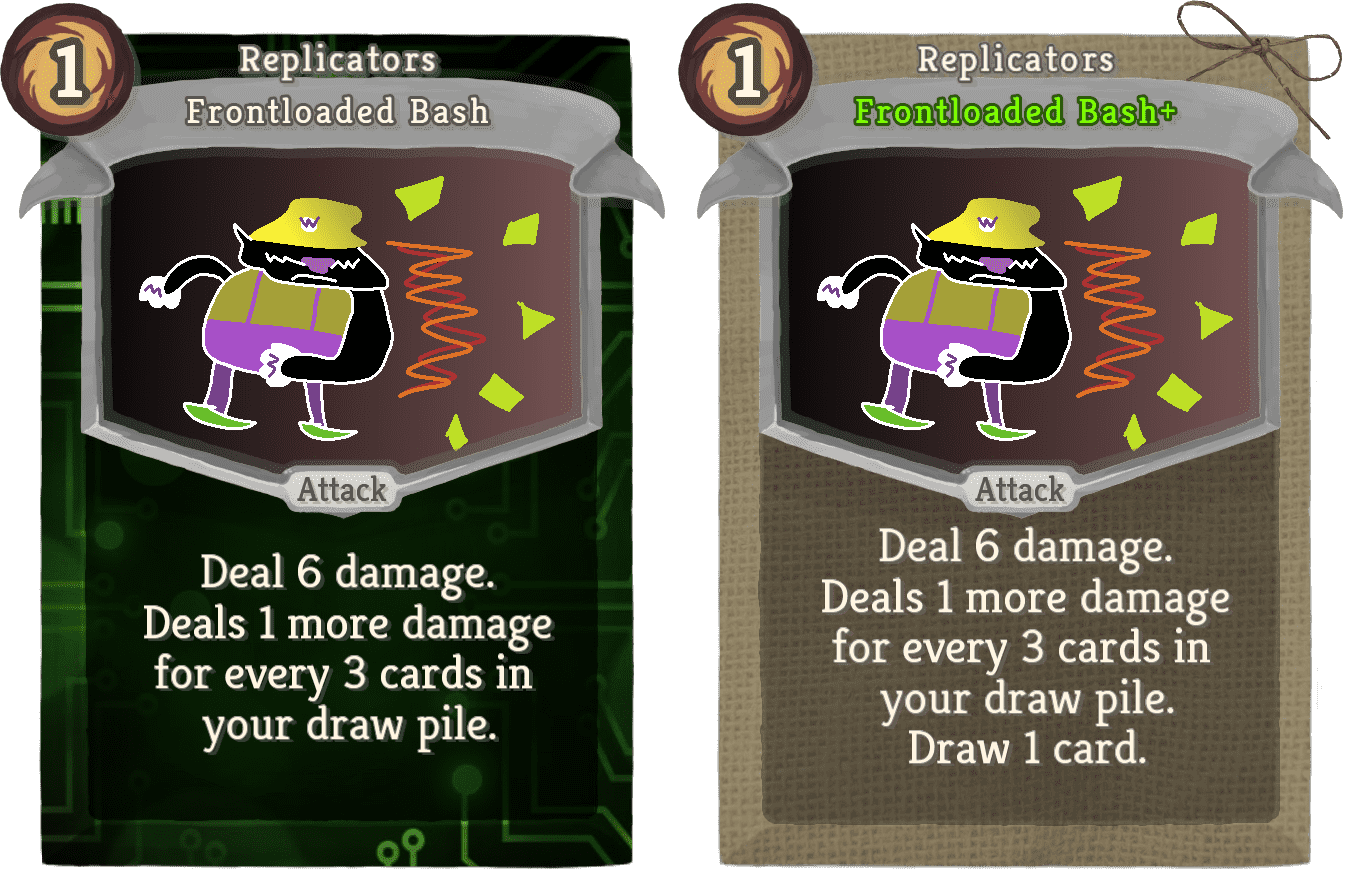 1
Replicators
Frontloaded Bash
W
Attack
Deal 6 damage.
Deals 1 more damage
for every 3 cards in
your draw pile.
1
Replicators
Frontloaded Bash+
W
Attack
Deal 6 damage.
Deals 1 more damage
for every 3 cards in
your draw pile.
Draw 1 card.